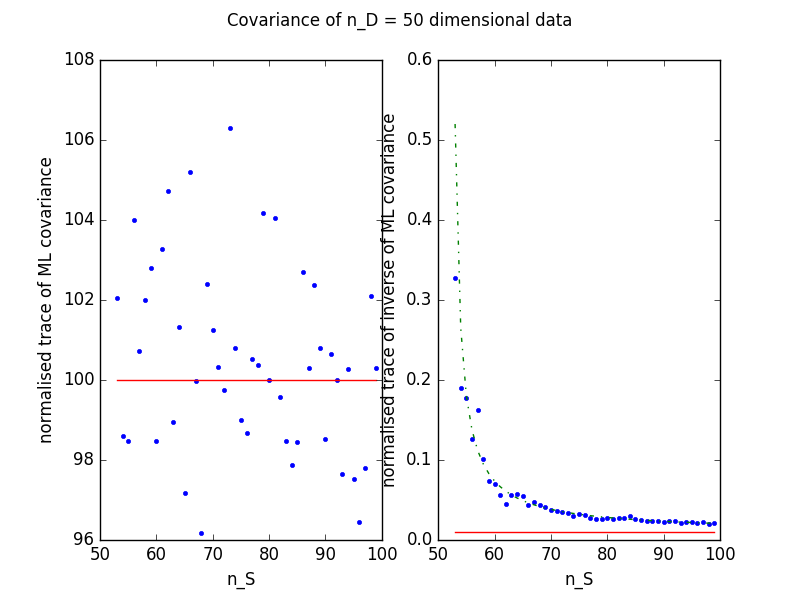 Covariance of n_D = 50 dimensional data
normalised trace of ML covariance
108
106
104
102
100
98
96
50 60 70 80 90 100
n_S
normalised trace of inverse of ML covariance
0.6
0.5
0.4
0.3
0.2
0.1
0.0
50 60 70 80 90 100
n_S